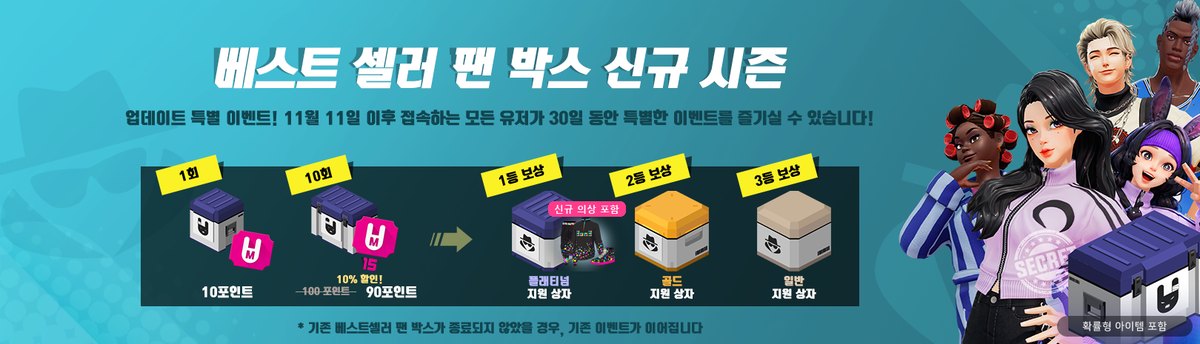 베스트 셀러 팬 박스 신규 시즌
업데이트 특별 이벤트! 11월 11일 이후 접속하는 모든 유저가 30일 동안 특별한 이벤트를 즐기실 수 있습니다!
1회
10회
1등 보상
2등 보상
3등 보상
신규 의상 포함
M
M
15
10% 할인!
10포인트
100 포인트
90포인트
플래티넘
지원 상자
골드
지원 상자
일반
지원 상자
SECRET
확률형 아이템 포함
* 기존 베스트셀러 팬 박스가 종료되지 않았을 경우, 기존 이벤트가 이어집니다